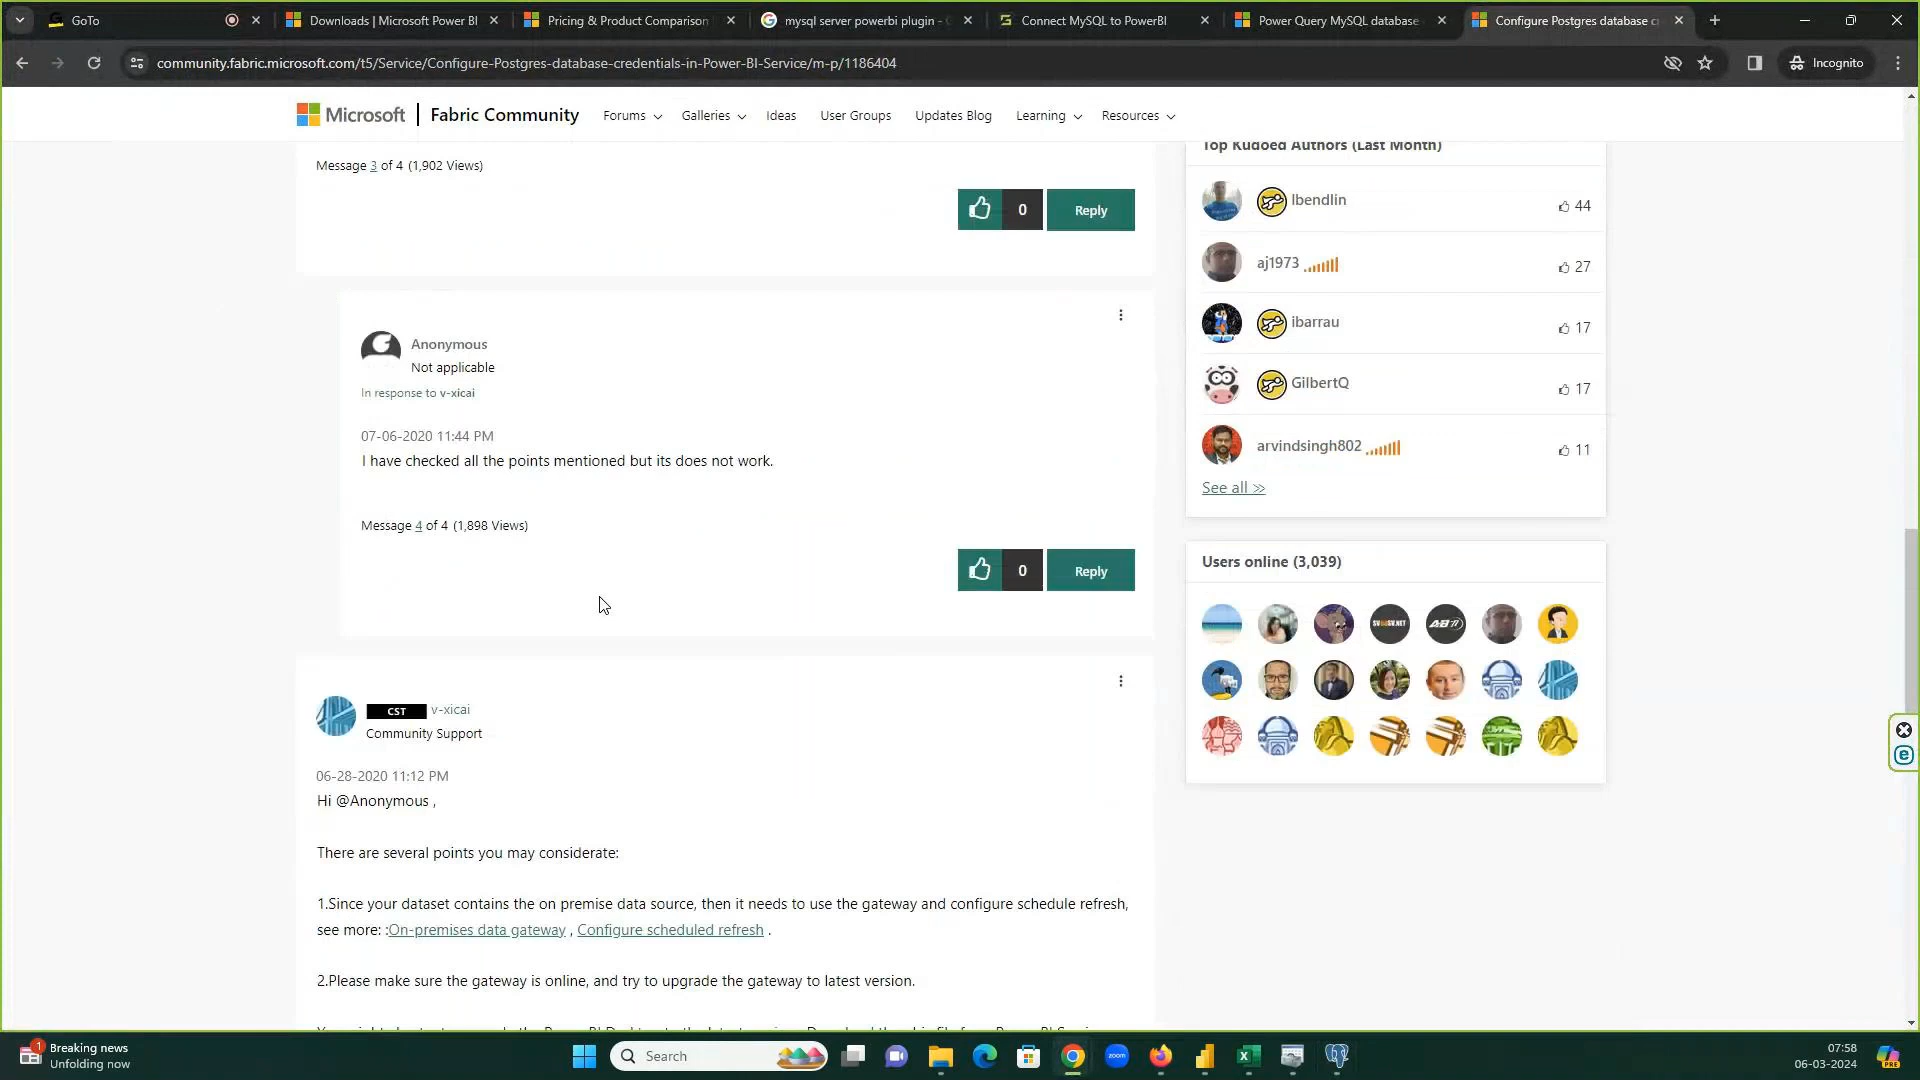 GoTo
Downloads | Microsoft Power BI
Pricing & Product Comparison
mysql server powerbi plugin -
Connect MySQL to PowerBI
Power Query MySQL database
Configure Postgres database c
community.fabric.microsoft.com/t5/Service/Configure-Postgres-database-credentials-in-Power-BI-Service/m-p/1186404
Incognito
Microsoft
Fabric Community
Forums
Galleries
Ideas
User Groups
Updates Blog
Learning
Resources
Message 3 of 4 (1,902 Views)
0
Reply
Anonymous
Not applicable
In response to v-xicai
07-06-2020 11:44 PM
I have checked all the points mentioned but its does not work.
Message 4 of 4 (1,898 Views)
0
Reply
CST v-xicai
Community Support
06-28-2020 11:12 PM
Hi @Anonymous ,
There are several points you may considerate:
1.Since your dataset contains the on premise data source, then it needs to use the gateway and configure schedule refresh,
see more: :On-premises data gateway , Configure scheduled refresh .
2.Please make sure the gateway is online, and try to upgrade the gateway to latest version.
Top Kudoed Authors (Last Month)
lbendlin
44
aj1973
27
ibarrau
17
GilbertQ
17
arvindsingh802
11
See all >>
Users online (3,039)
SV SV.NET
1
Breaking news
Unfolding now
Search
zoom
07:58
06-03-2024
PRE